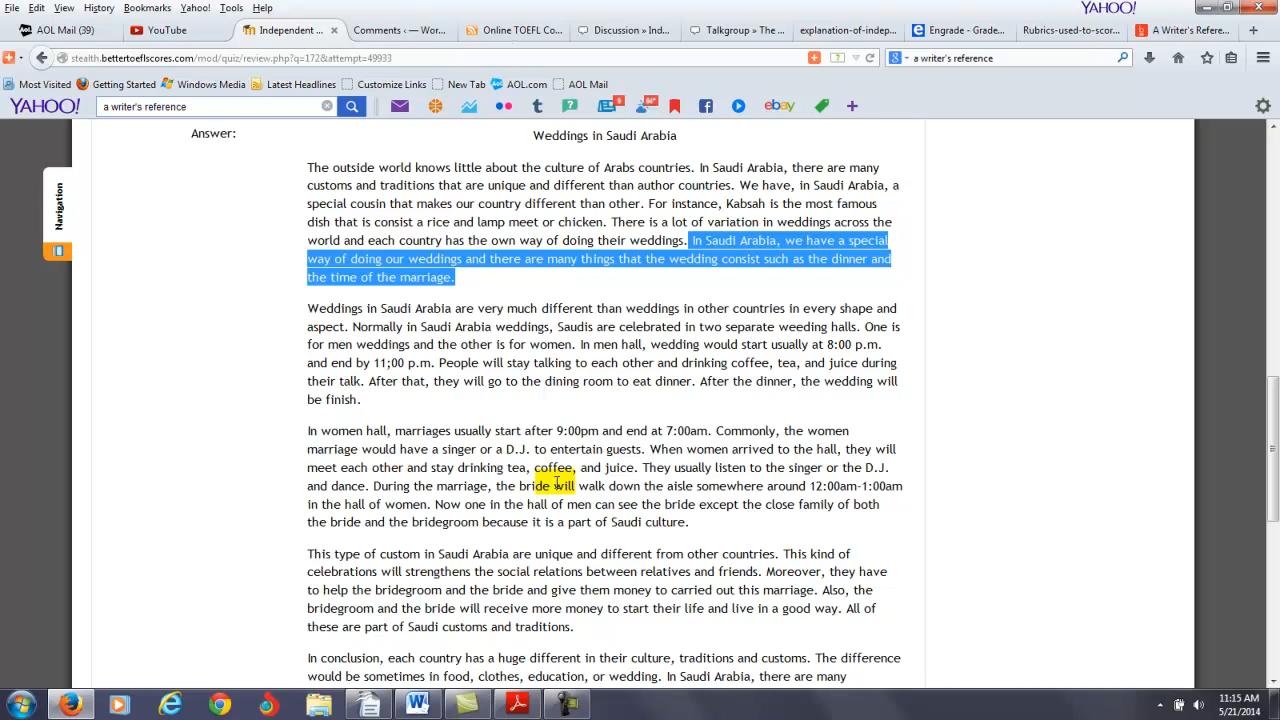 File Edit View History Bookmarks Yahoo! Tools Help
YAHOO!
AOL Mail (39)
YouTube
Independent ...
Comments ‹ Wor...
Online TOEFL Co...
Discussion » Ind...
Talkgroup » The ...
explanation-of-indep...
Engrade - Engrad...
Rubrics-used-to-scor...
A Writer's Refere...
stealth.bettertoeflscores.com/mod/quiz/review.php?q=172&attempt=49933
a writer's reference
Most Visited Getting Started Windows Media Latest Headlines Customize Links New Tab AOL.com AOL Mail
YAHOO! a writer's reference
ebay
Navigation
Answer:
Weddings in Saudi Arabia
The outside world knows little about the culture of Arabs countries. In Saudi Arabia, there are many
customs and traditions that are unique and different than author countries. We have, in Saudi Arabia, a
special cousin that makes our country different than other. For instance, Kabsah is the most famous
dish that is consist a rice and lamp meet or chicken. There is a lot of variation in weddings across the
world and each country has the own way of doing their weddings. In Saudi Arabia, we have a special
way of doing our weddings and there are many things that the wedding consist such as the dinner and
the time of the marriage.
Weddings in Saudi Arabia are very much different than weddings in other countries in every shape and
aspect. Normally in Saudi Arabia weddings, Saudis are celebrated in two separate weeding halls. One is
for men weddings and the other is for women. In men hall, wedding would start usually at 8:00 p.m.
and end by 11;00 p.m. People will stay talking to each other and drinking coffee, tea, and juice during
their talk. After that, they will go to the dining room to eat dinner. After the dinner, the wedding will
be finish.
In women hall, marriages usually start after 9:00pm and end at 7:00am. Commonly, the women
marriage would have a singer or a D.J. to entertain guests. When women arrived to the hall, they will
meet each other and stay drinking tea, coffee, and juice. They usually listen to the singer or the D.J.
and dance. During the marriage, the bride will walk down the aisle somewhere around 12:00am-1:00am
in the hall of women. Now one in the hall of men can see the bride except the close family of both
the bride and the bridegroom because it is a part of Saudi culture.
This type of custom in Saudi Arabia are unique and different from other countries. This kind of
celebrations will strengthens the social relations between relatives and friends. Moreover, they have
to help the bridegroom and the bride and give them money to carried out this marriage. Also, the
bridegroom and the bride will receive more money to start their life and live in a good way. All of
these are part of Saudi customs and traditions.
In conclusion, each country has a huge different in their culture, traditions and customs. The difference
would be sometimes in food, clothes, education, or wedding. In Saudi Arabia, there are many
11:15 AM
5/21/2014